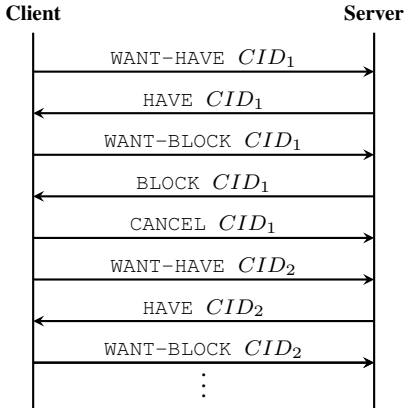 Client Server
WANT-HAVE CID₁
HAVE CID₁
WANT-BLOCK CID₁
BLOCK CID₁
CANCEL CID₁
WANT-HAVE CID₂
HAVE CID₂
WANT-BLOCK CID₂
⋮